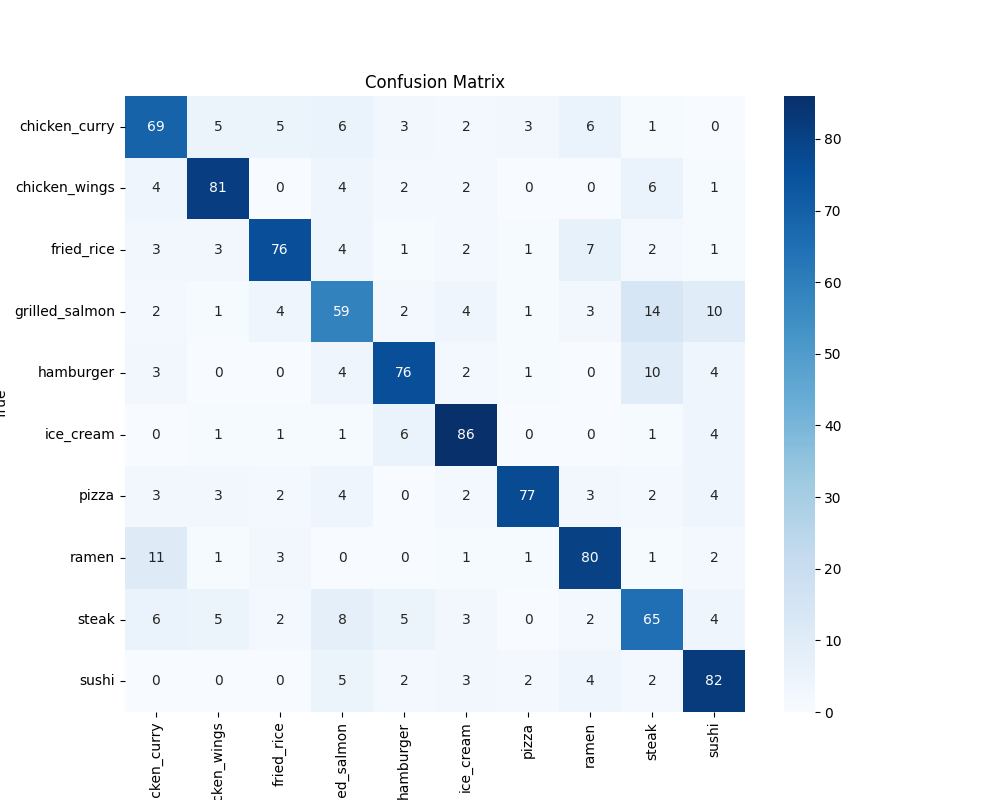 Confusion Matrix
chicken_curry 69 5 5 6 3 2 3 6 1 0
chicken_wings 4 81 0 4 2 2 0 0 6 1
fried_rice 3 3 76 4 1 2 1 7 2 1
grilled_salmon 2 1 4 59 2 4 1 3 14 10
hamburger 3 0 0 4 76 2 1 0 10 4
ice_cream 0 1 1 1 6 86 0 0 1 4
pizza 3 3 2 4 0 2 77 3 2 4
ramen 11 1 3 0 0 1 1 80 1 2
steak 6 5 2 8 5 3 0 2 65 4
sushi 0 0 0 5 2 3 2 4 2 82
cken_curry
cken_wings
fried_rice
ed_salmon
hamburger
ice_cream
pizza
ramen
steak
sushi
80
70
60
50
40
30
20
10
0